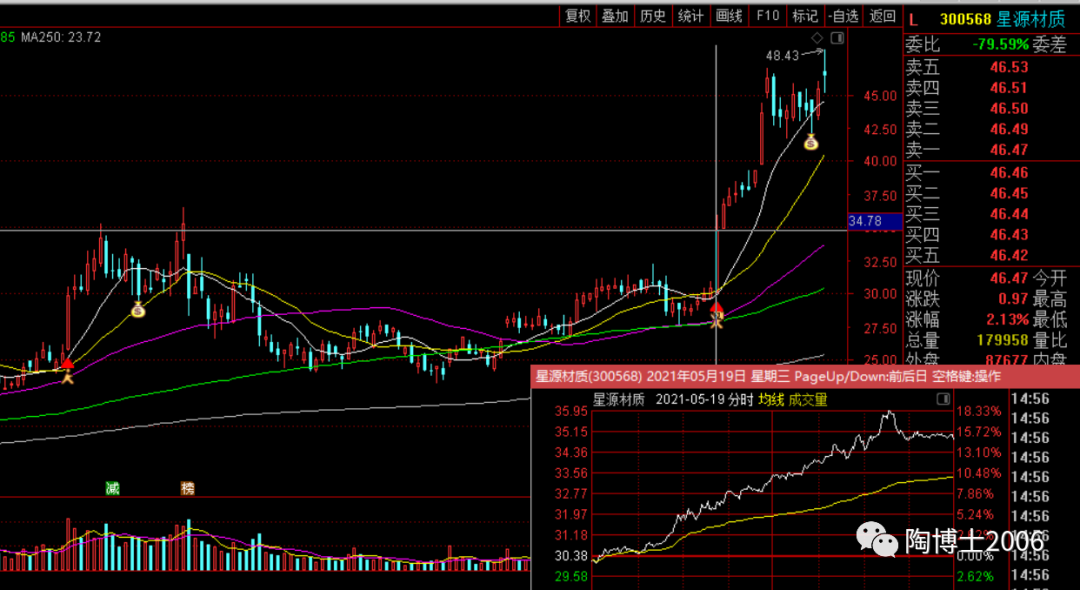 复权 叠加 历史 统计 画线 F10 标记 -自选 返回
L 300568 星源材质
85 MA250: 23.72
委比 -79.59% 委差
48.43
卖五 46.53
卖四 46.51
卖三 46.50
卖二 46.49
卖一 46.47
买一 46.46
买二 46.45
买三 46.44
买四 46.43
买五 46.42
45.00
42.50
40.00
37.50
34.78
32.50
30.00
27.50
25.00
现价 46.47 今开
涨跌 0.97 最高
涨幅 2.13% 最低
总量 179958 量比
外盘 87677 内盘
减
榜
星源材质(300568) 2021年05月19日 星期三 PageUp/Down:前后日 空格键:操作
星源材质 2021-05-19 分时 均线 成交量
35.95 18.33%
35.15 15.72%
34.36 13.10%
33.56 10.48%
32.77 7.86%
31.97 5.24%
31.18
30.38 0.00%
29.58 2.62%
14:56
14:56
14:56
14:56
14:56
14:56
14:56
14:56
14:56
14:56
陶博士2006